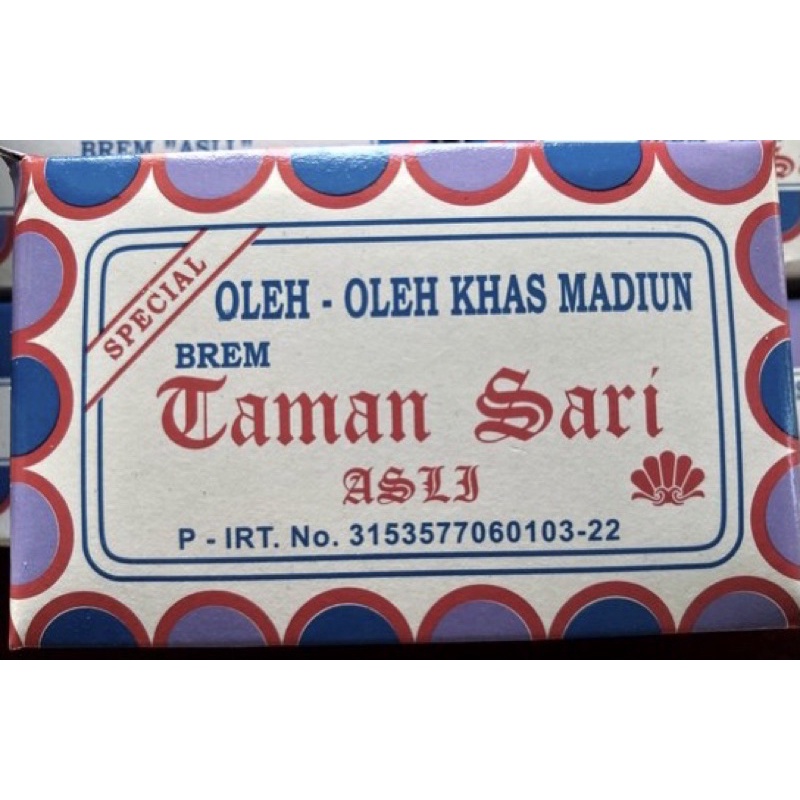 BREM "ASLI"
SPECIAL
OLEH - OLEH KHAS MADIUN
BREM
Taman Sari
ASLI
P - IRT. No. 3153577060103-22